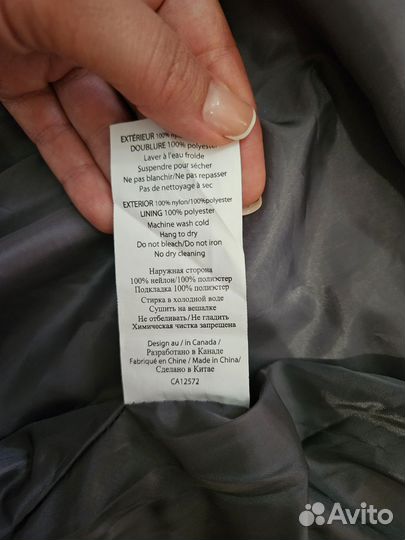 EXTÉRIEUR 100%
DOUBLURE 100% polyester
Laver à l'eau froide
Suspendre pour sécher
Ne pas blanchir/Ne pas repasser
Pas de nettoyage à sec
EXTERIOR 100% nylon/100%polyester
LINING 100% polyester
Machine wash cold
Hang to dry
Do not bleach/Do not iron
No dry cleaning
Наружная сторона
100% нейлон/100% полиэстер
Подкладка 100% полиэстер
Стирка в холодной воде
Сушить на вешалке
Не отбеливать/Не гладить
Химическая чистка запрещена
Design au / in Canada/
Разработано в Канаде
Fabriqué en Chine / Made in China/
Сделано в Китае
CA12572
Avito